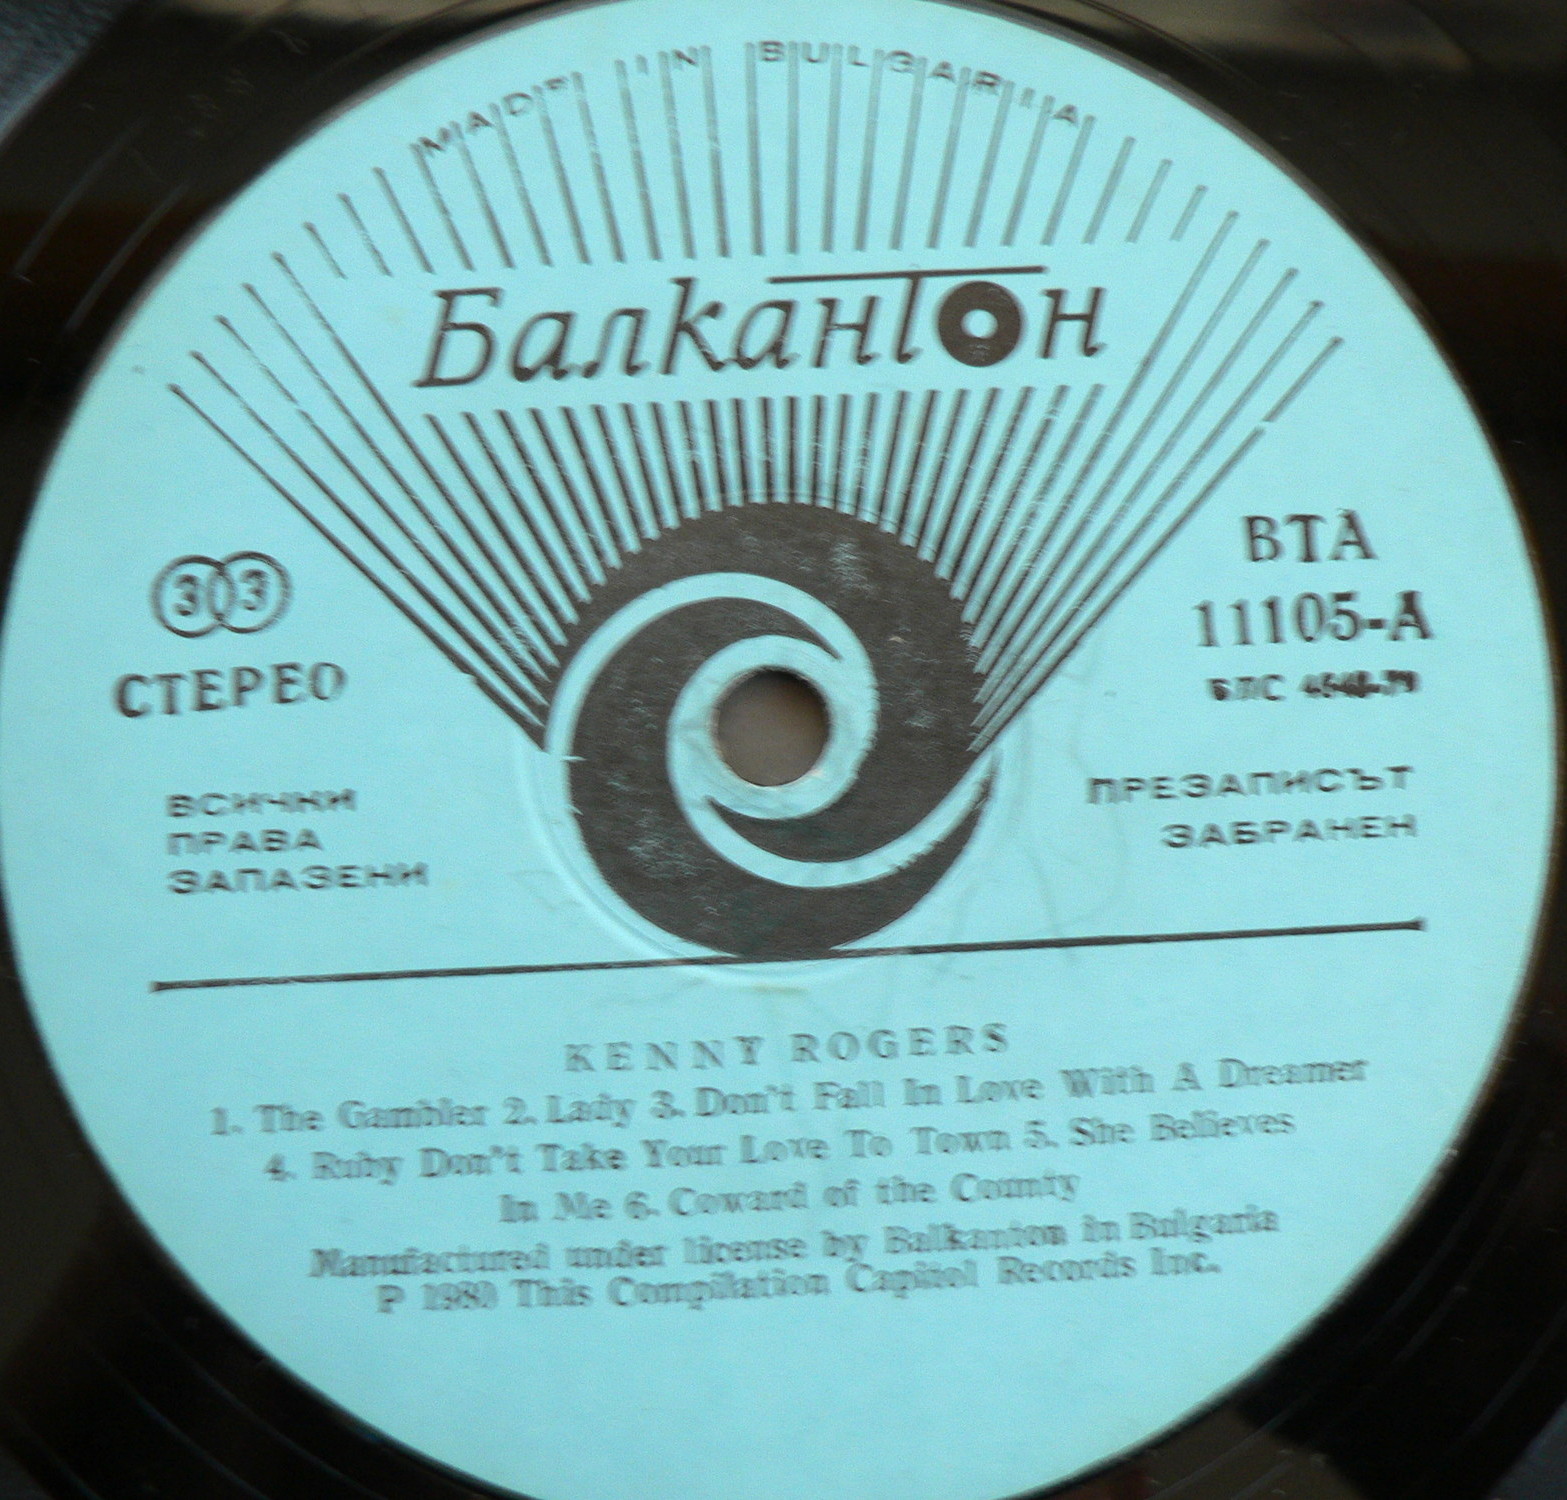 MADE IN BULGARIA
Балкантон
33
СТЕРЕО
ВТА
11105-А
БЛС
ВСИЧКИ
ПРАВА
ЗАПАЗЕНИ
ПРЕЗАПИСЪТ
ЗАБРАНЕН
KENNY ROGERS
1. The Gambler 2. Lady 3. Don't Fall In Love With A Dreamer
4. Ruby Don't Take Your Love To Town 5. She Believes
In Me 6. Coward of the County
Manufactured under license by Balkanton in Bulgaria
P 1980 This Compilation Capitol Records Inc.